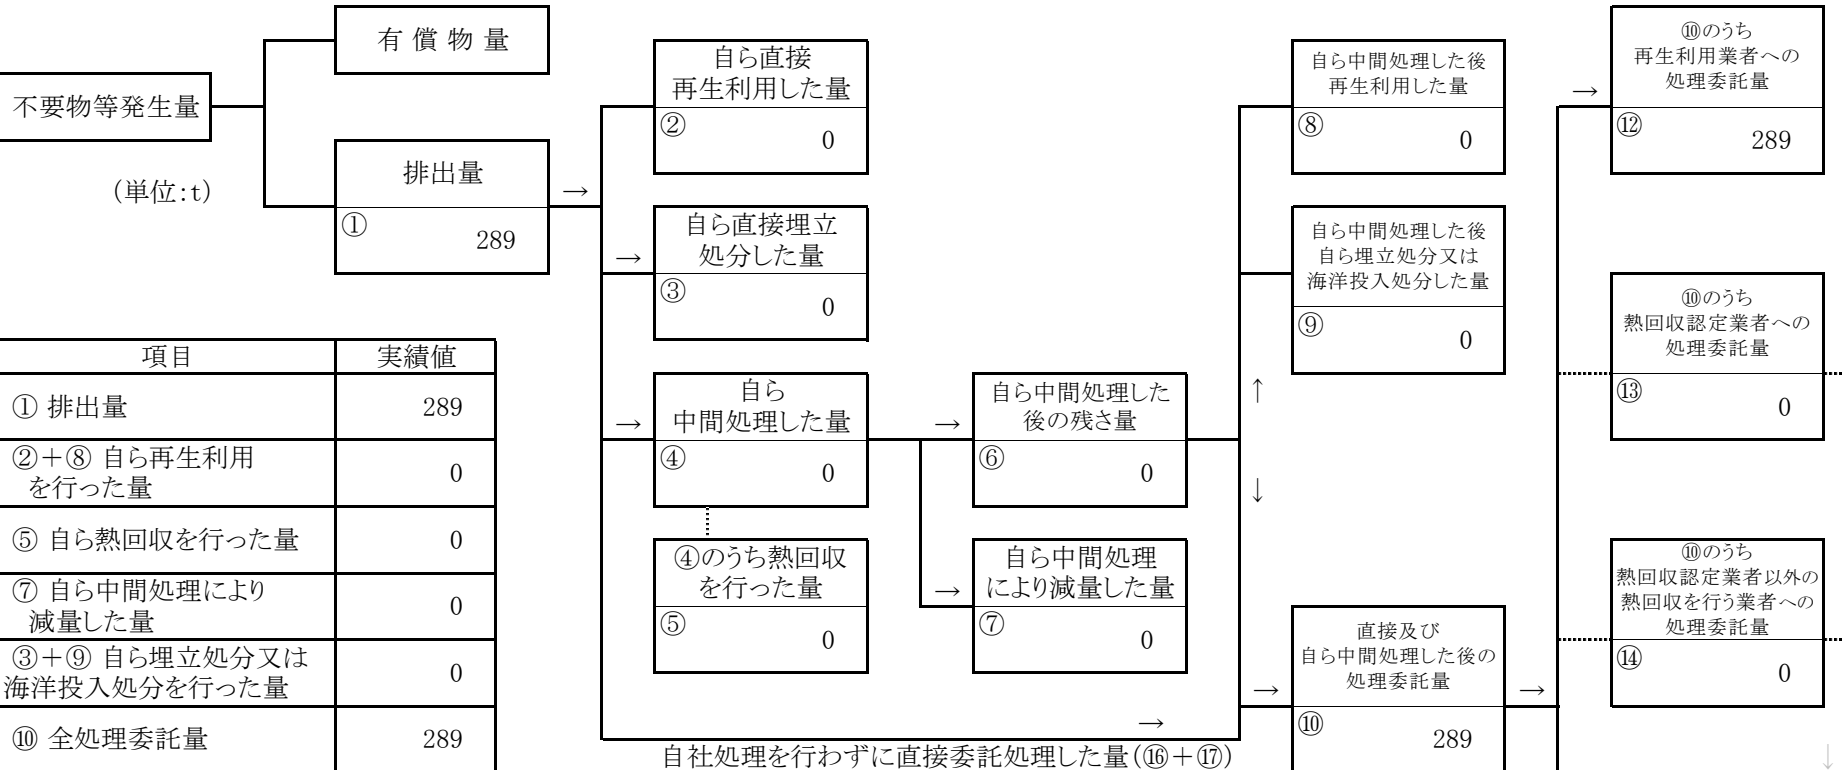 有 償 物 量
不要物等発生量
(単位:t)
排出量
①
289
→
自ら直接
再生利用した量
②
0
→
自ら直接埋立
処分した量
③
0
→
自ら
中間処理した量
④
0
④のうち熱回収
を行った量
⑤
0
→
自ら中間処理した
後の残さ量
⑥
0
→
自ら中間処理
により減量した量
⑦
0
→
自社処理を行わずに直接委託処理した量(⑯+⑰)
自ら中間処理した後
再生利用した量
⑧
0
自ら中間処理した後
自ら埋立処分又は
海洋投入処分した量
⑨
0
↑
↓
→
直接及び
自ら中間処理した後の
処理委託量
⑩
289
→
→
⑩のうち
再生利用業者への
処理委託量
⑫
289
⑩のうち
熱回収認定業者への
処理委託量
⑬
0
⑩のうち
熱回収認定業者以外の
熱回収を行う業者への
処理委託量
⑭
0
↓
項目 実績値
① 排出量 289
②+⑧ 自ら再生利用
を行った量
0
⑤ 自ら熱回収を行った量 0
⑦ 自ら中間処理により
減量した量
0
③+⑨ 自ら埋立処分又は
海洋投入処分を行った量
0
⑩ 全処理委託量 289